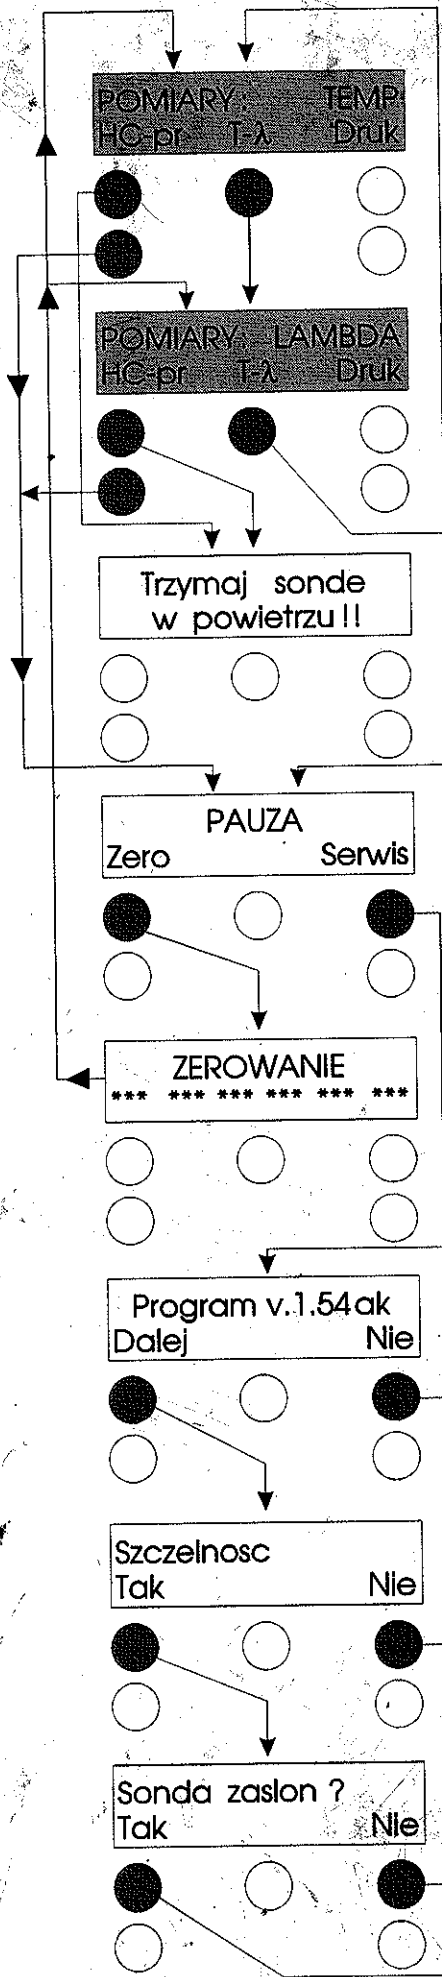 POMIARY: TEMP
HC-pr T-λ Druk
POMIARY: LAMBDA
HC-pr T-λ Druk
Trzymaj sonde
w powietrzu !!
PAUZA
Zero Serwis
ZEROWANIE
*** *** *** *** *** ***
Program v.1.54ak
Dalej Nie
Szczelnosc
Tak Nie
Sonda zaslon ?
Tak Nie